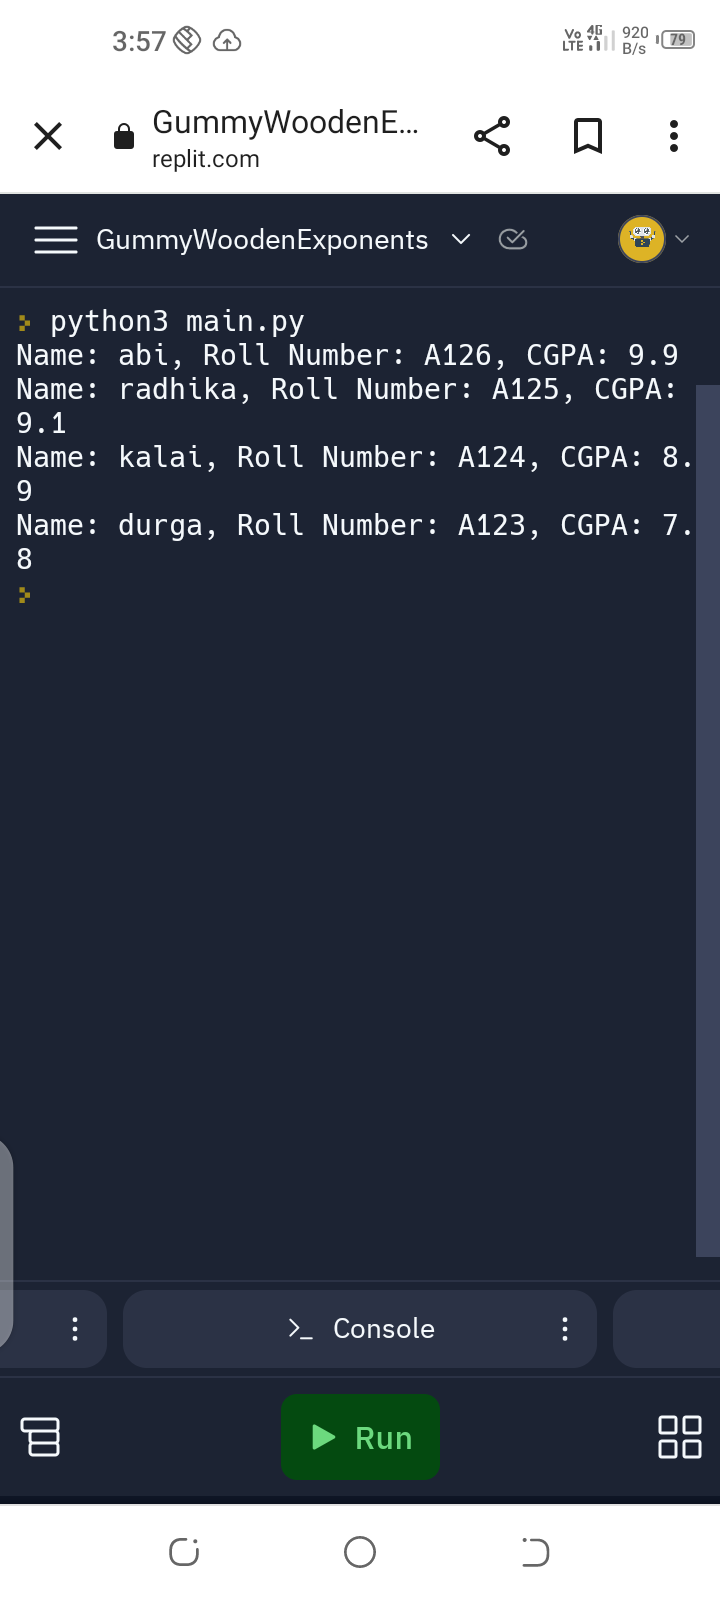 3:57
Vo LTE 4G 920 B/s 79
GummyWoodenE...
replit.com
GummyWoodenExponents
python3 main.py
Name: abi, Roll Number: A126, CGPA: 9.9
Name: radhika, Roll Number: A125, CGPA:
9.1
Name: kalai, Roll Number: A124, CGPA: 8.
9
Name: durga, Roll Number: A123, CGPA: 7.
8
Console
Run